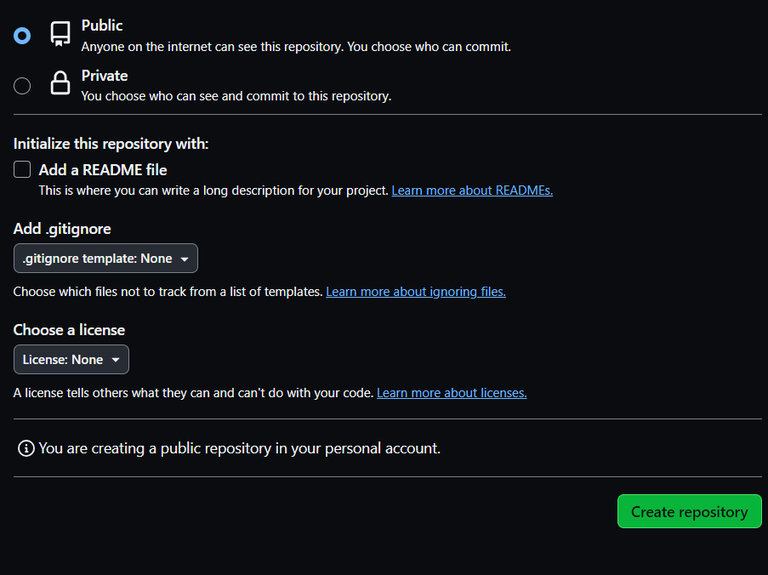 Public
Anyone on the internet can see this repository. You choose who can commit.
Private
You choose who can see and commit to this repository.
Initialize this repository with:
Add a README file
This is where you can write a long description for your project. Learn more about READMEs.
Add .gitignore
.gitignore template: None
Choose which files not to track from a list of templates. Learn more about ignoring files.
Choose a license
License: None
A license tells others what they can and can't do with your code. Learn more about licenses.
You are creating a public repository in your personal account.
Create repository